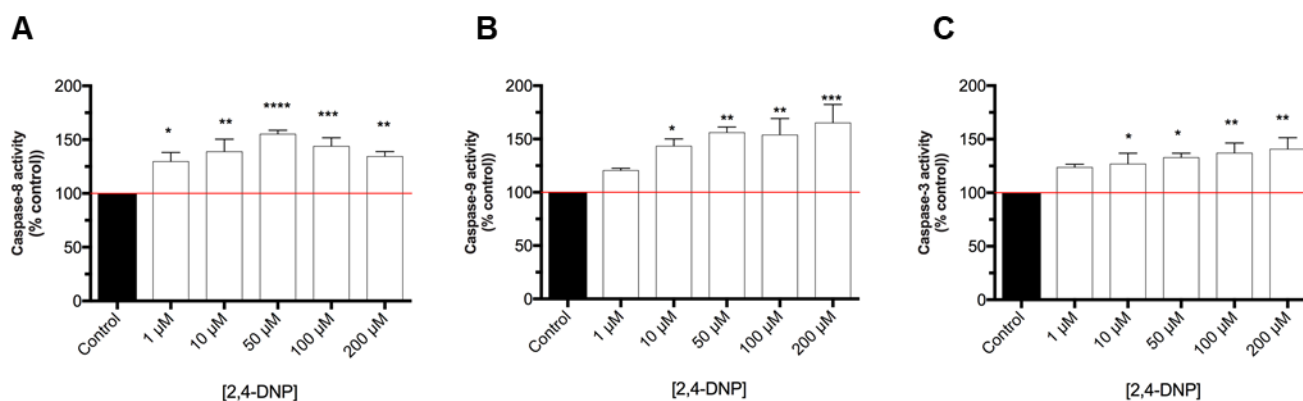 A
Caspase-8 activity
(% control))
200
150
100
50
0
*
**
****
***
**
Control
1 µM
10 µM
50 µM
100 µM
200 µM
[2,4-DNP]
B
Caspase-9 activity
(% control))
200
150
100
50
0
*
**
**
***
Control
1 µM
10 µM
50 µM
100 µM
200 µM
[2,4-DNP]
C
Caspase-3 activity
(% control))
200
150
100
50
0
*
*
**
**
Control
1 µM
10 µM
50 µM
100 µM
200 µM
[2,4-DNP]